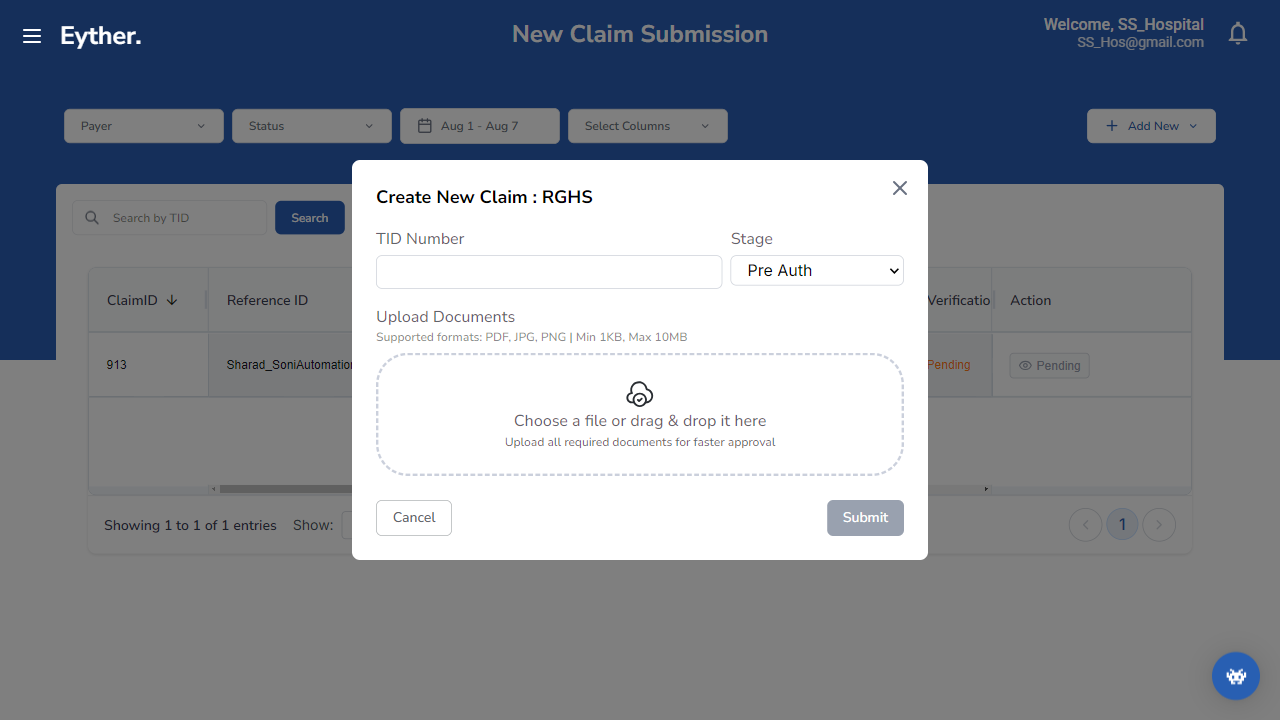 Eyther.
New Claim Submission
Welcome, SS_Hospital
SS_Hos@gmail.com
Payer
Status
Aug 1 - Aug 7
Select Columns
Add New
Search by TID
Search
Create New Claim : RGHS
TID Number
Stage
Pre Auth
Upload Documents
Supported formats: PDF, JPG, PNG | Min 1KB, Max 10MB
Choose a file or drag & drop it here
Upload all required documents for faster approval
Cancel
Submit
ClaimID
Reference ID
Verificatio
Action
913
Sharad_SoniAutomation
Pending
Pending
Showing 1 to 1 of 1 entries
Show:
1